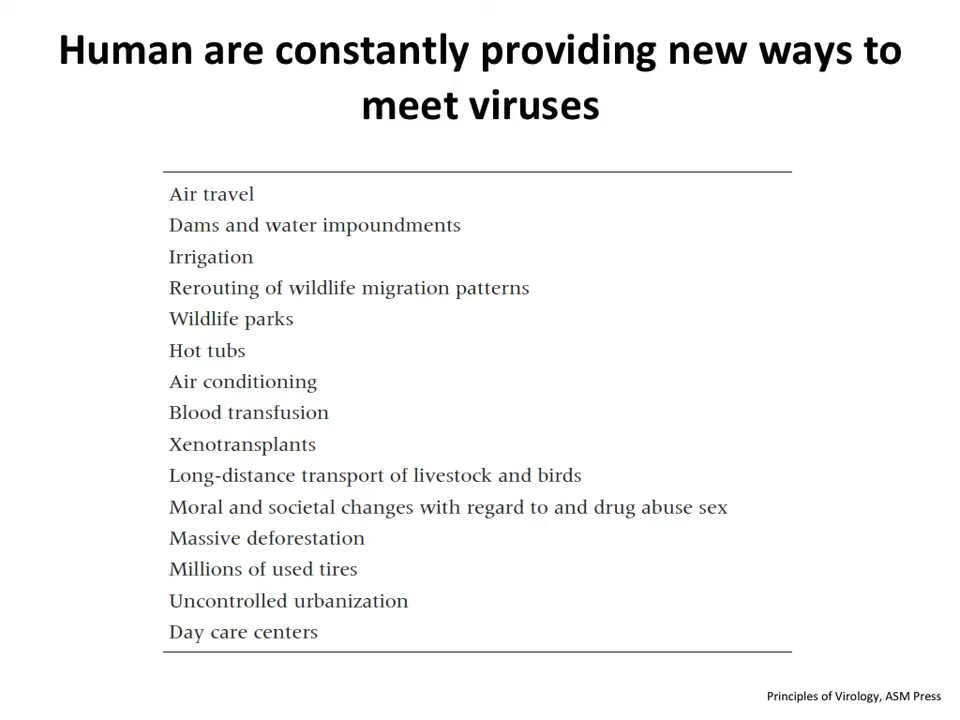 Human are constantly providing new ways to
meet viruses
Air travel
Dams and water impoundments
Irrigation
Rerouting of wildlife migration patterns
Wildlife parks
Hot tubs
Air conditioning
Blood transfusion
Xenotransplants
Long-distance transport of livestock and birds
Moral and societal changes with regard to and drug abuse sex
Massive deforestation
Millions of used tires
Uncontrolled urbanization
Day care centers
Principles of Virology, ASM Press